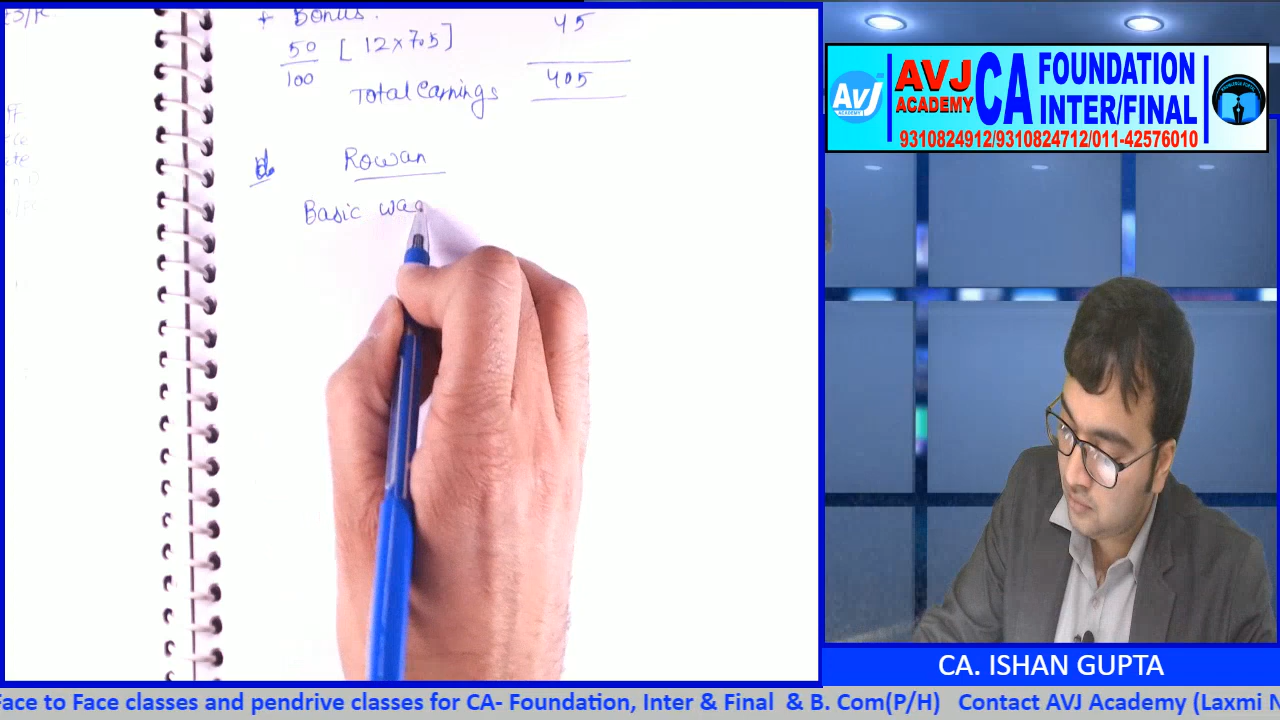 + Bonus. 45
50/100 [ 12×7.5 ]
Total Earnings 405
d Rowan
Basic wag
AVJ
ACADEMY
CA FOUNDATION
INTER/FINAL
9310824912/9310824712/011-42576010
CA. ISHAN GUPTA
Face to Face classes and pendrive classes for CA- Foundation, Inter & Final & B. Com(P/H) Contact AVJ Academy (Laxmi N